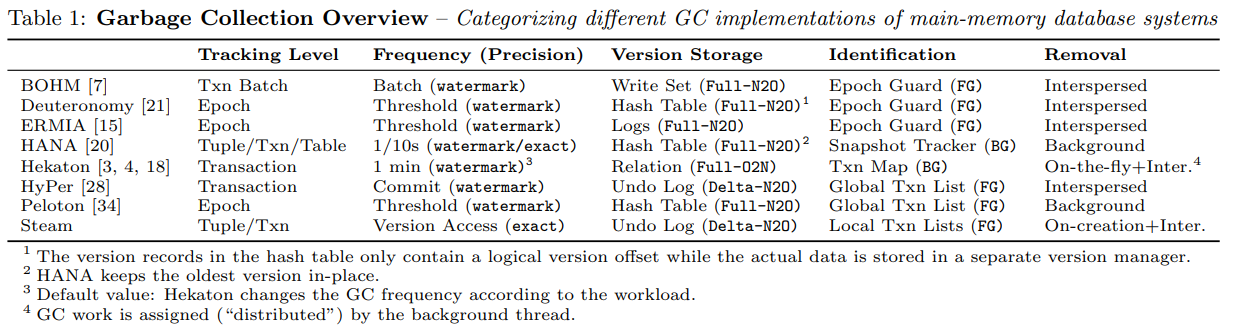 Table 1: Garbage Collection Overview – Categorizing different GC implementations of main-memory database systems
Tracking Level Frequency (Precision) Version Storage Identification Removal
BOHM [7] Txn Batch Batch (watermark) Write Set (Full-N2O) Epoch Guard (FG) Interspersed
Deuteronomy [21] Epoch Threshold (watermark) Hash Table (Full-N2O)¹ Epoch Guard (FG) Interspersed
ERMIA [15] Epoch Threshold (watermark) Logs (Full-N2O) Epoch Guard (FG) Interspersed
HANA [20] Tuple/Txn/Table 1/10s (watermark/exact) Hash Table (Full-N2O)² Snapshot Tracker (BG) Background
Hekaton [3, 4, 18] Transaction 1 min (watermark)³ Relation (Full-O2N) Txn Map (BG) On-the-fly+Inter.⁴
HyPer [28] Transaction Commit (watermark) Undo Log (Delta-N2O) Global Txn List (FG) Interspersed
Peloton [34] Epoch Threshold (watermark) Hash Table (Full-N2O) Global Txn List (FG) Background
Steam Tuple/Txn Version Access (exact) Undo Log (Delta-N2O) Local Txn Lists (FG) On-creation+Inter.
¹ The version records in the hash table only contain a logical version offset while the actual data is stored in a separate version manager.
² HANA keeps the oldest version in-place.
³ Default value: Hekaton changes the GC frequency according to the workload.
⁴ GC work is assigned (“distributed”) by the background thread.